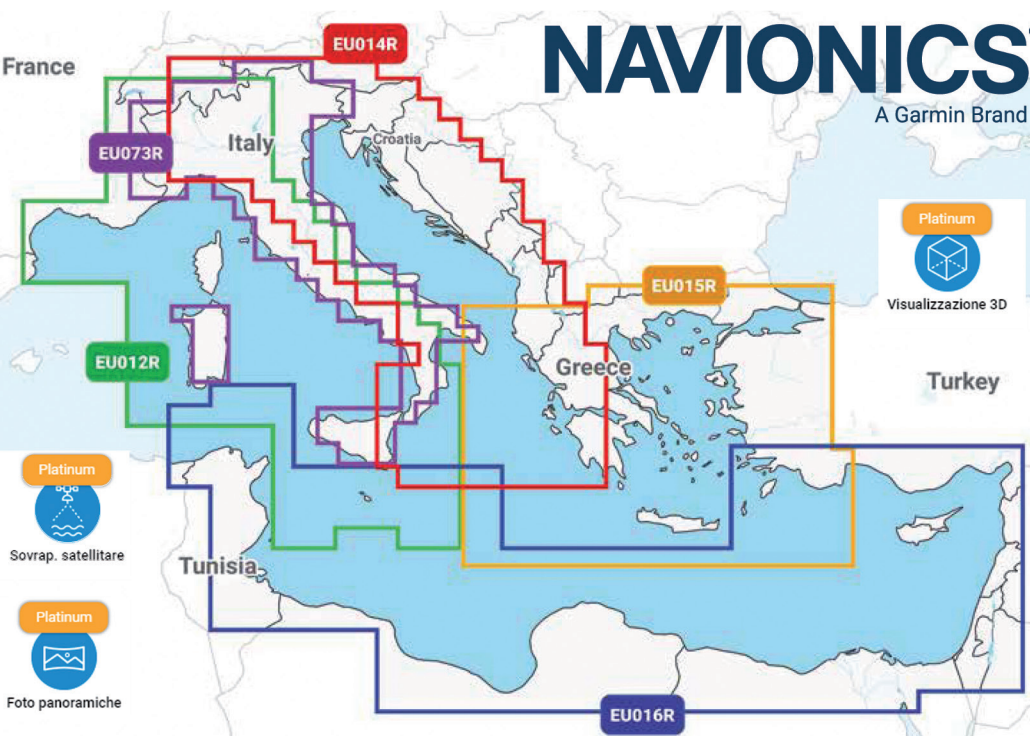 EU014R
NAVIONICS
A Garmin Brand
France
Italy
Croatia
EU073R
Platinum
Visualizzazione 3D
EU015R
EU012R
Greece
Turkey
Platinum
Sovrap. satellitare
Tunisia
Platinum
Foto panoramiche
EU016R